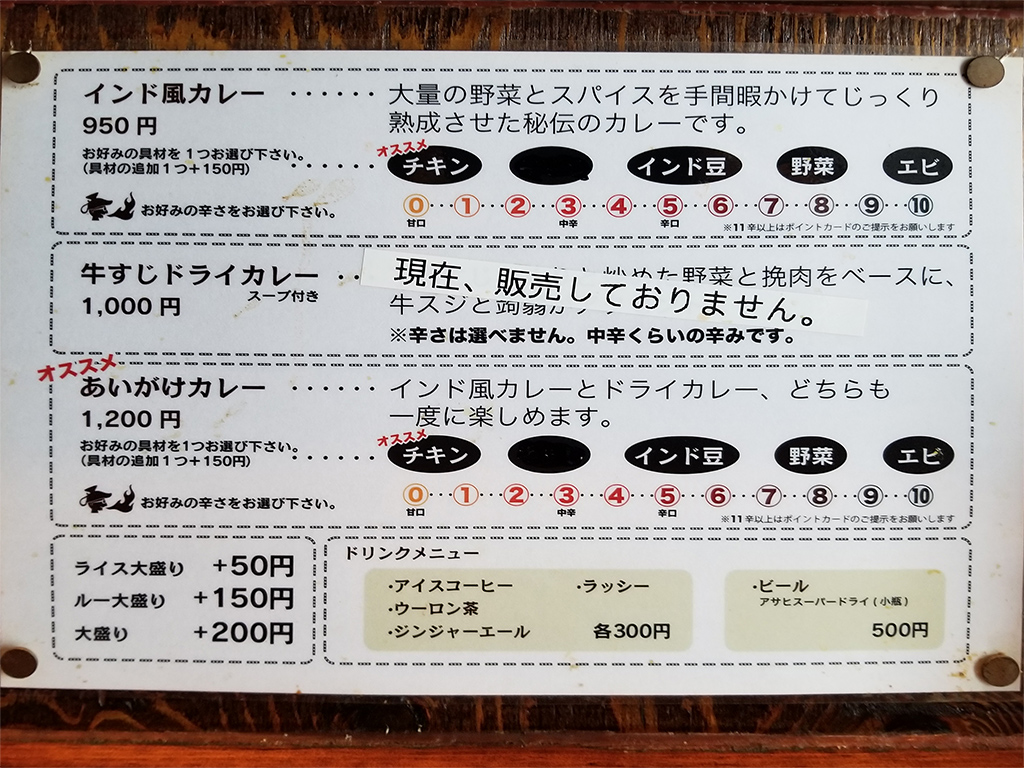 インド風カレー ・・・・・・ 大量の野菜とスパイスを手間暇かけてじっくり
950円 熟成させた秘伝のカレーです。
お好みの具材を1つお選び下さい。
(具材の追加1つ+150円)
オススメ
チキン インド豆 野菜 エビ
お好みの辛さをお選び下さい。
0 1 2 3 4 5 6 7 8 9 10
甘口 中辛 辛口
※11辛以上はポイントカードのご提示をお願いします
牛すじドライカレー
スープ付き
1,000円
現在、販売しておりません。
炒めた野菜と挽肉をベースに、
牛スジと蒟蒻が
※辛さは選べません。中辛くらいの辛みです。
オススメ
あいがけカレー ・・・・・・ インド風カレーとドライカレー、どちらも
1,200円 一度に楽しめます。
お好みの具材を1つお選び下さい。
(具材の追加1つ+150円)
オススメ
チキン インド豆 野菜 エビ
お好みの辛さをお選び下さい。
0 1 2 3 4 5 6 7 8 9 10
甘口 中辛 辛口
※11辛以上はポイントカードのご提示をお願いします
ライス大盛り +50円
ルー大盛り +150円
大盛り +200円
ドリンクメニュー
・アイスコーヒー ・ラッシー
・ウーロン茶
・ジンジャーエール 各300円
・ビール
アサヒスーパードライ(小瓶)
500円